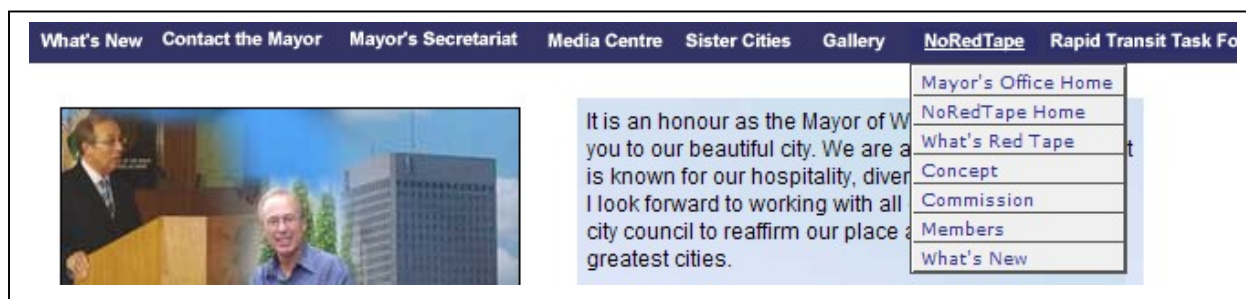 What's New Contact the Mayor Mayor's Secretariat Media Centre Sister Cities Gallery NoRedTape Rapid Transit Task Fo
Mayor's Office Home
NoRedTape Home
What's Red Tape
Concept
Commission
Members
What's New
It is an honour as the Mayor of W
you to our beautiful city. We are a t
is known for our hospitality, diver
I look forward to working with all
city council to reaffirm our place a
greatest cities.